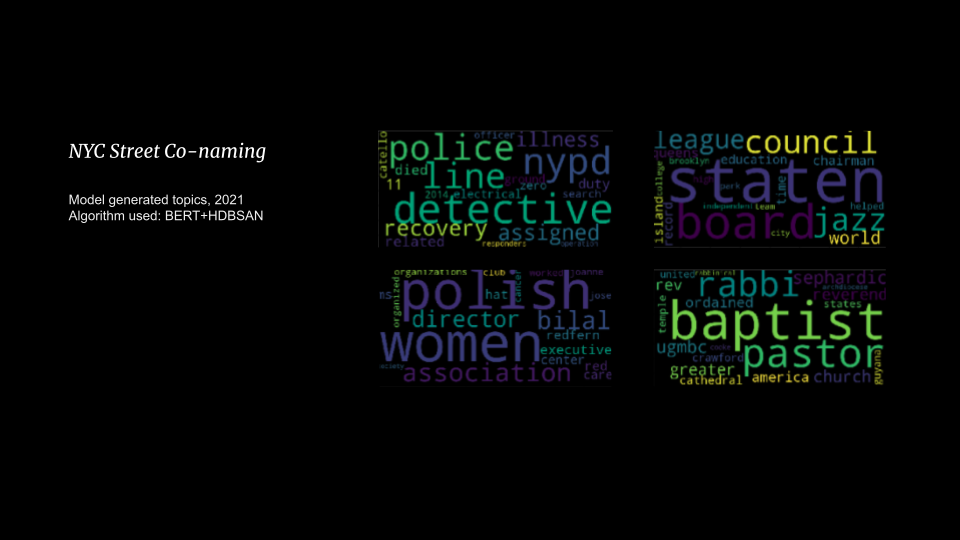 NYC Street Co-naming
Model generated topics, 2021
Algorithm used: BERT+HDBSAN
officer illness
police
catello
nypd
died
line
11
ground zero duty
2014 electrical search
detective
recovery assigned
related
responders operation
league council
queens
brooklyn education chairman
college
staten
high
park
time
helped
independent team
island
record
board
jazz
city
world
organizations club worked joanne
polish
organized
ms
hat
cancer
jose
director bilal
redfern
women
executive
center
society
association red
care
united rabbinical sephardic
rabbi
rev
archdiocese
reverend
ordained
states
temple
baptist
ugmbc
pastor
crawford
greater
guyana
cathedral america church